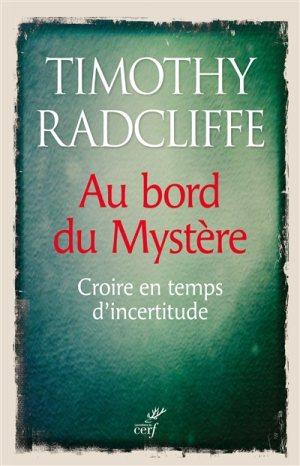 TIMOTHY
RADCLIFFE
Au bord
du Mystère
Croire en temps
d'incertitude
cerf